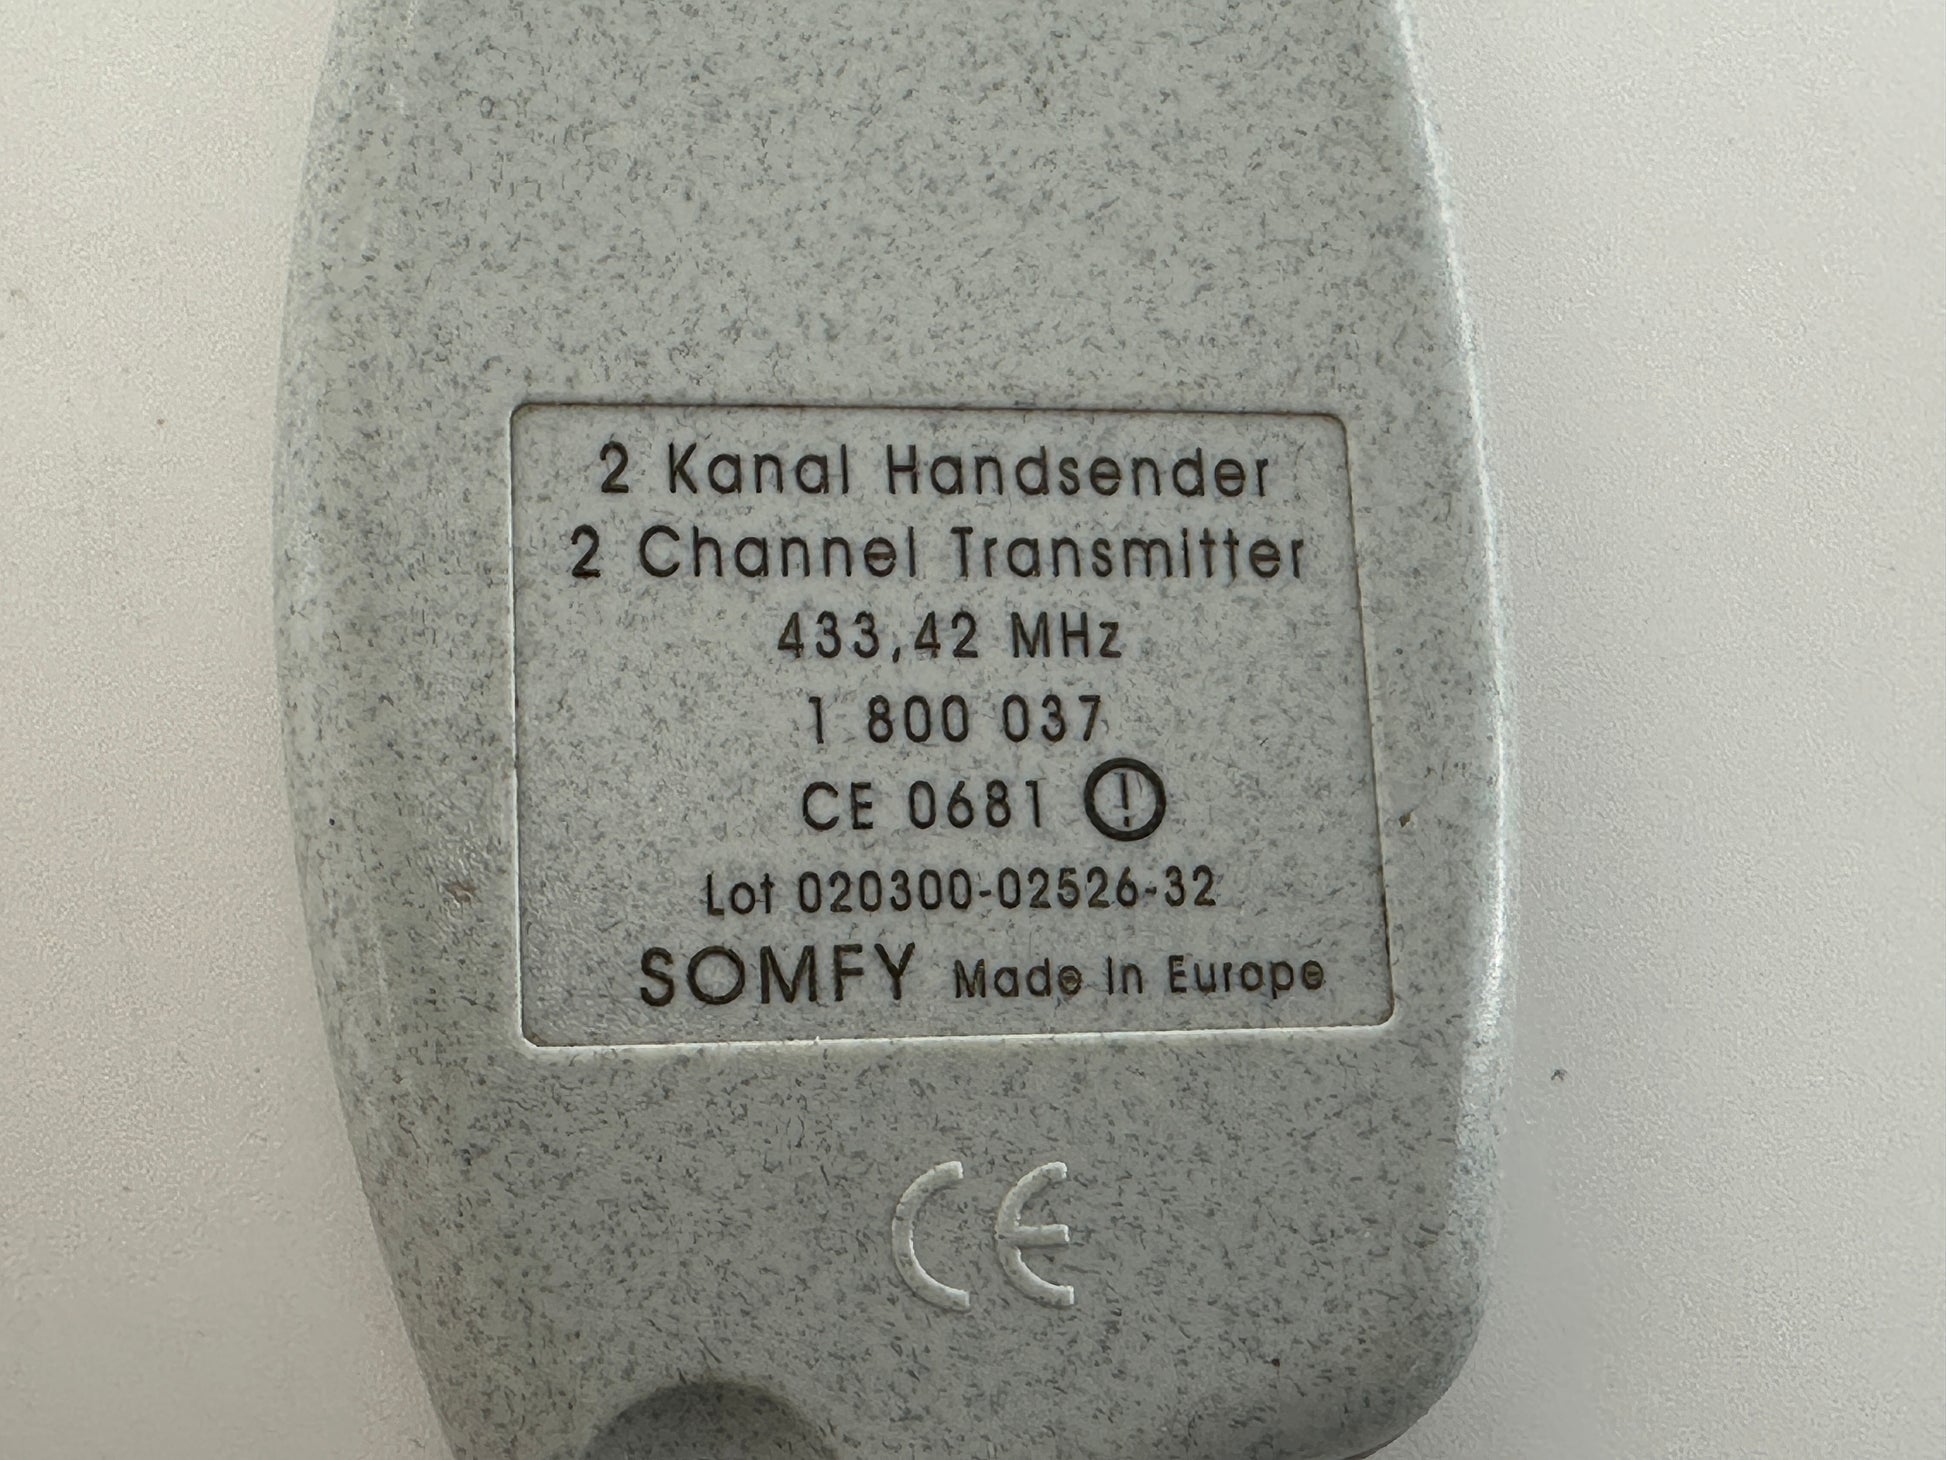 2 Kanal Handsender
2 Channel Transmitter
433,42 MHz
1 800 037
CE 0681 !
Lot 020300-02526-32
SOMFY Made in Europe
CE